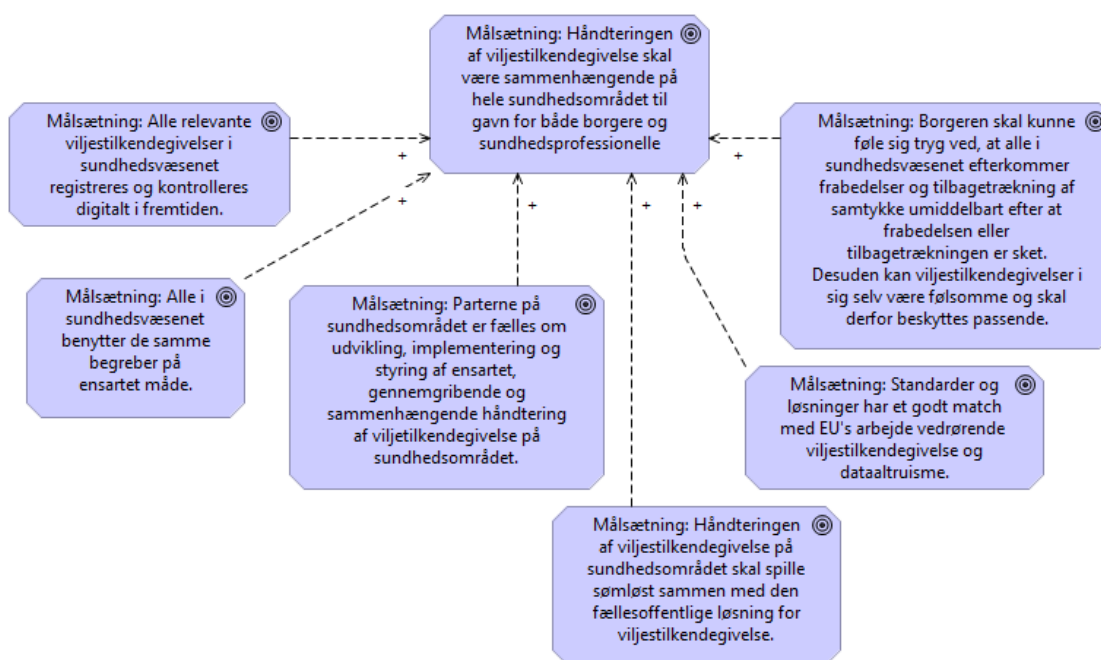 Målsætning: Håndteringen
af viljestilkendegivelse skal
være sammenhængende på
hele sundhedsområdet til
gavn for både borgere og
sundhedsprofessionelle
Målsætning: Alle relevante
viljestilkendegivelser i
sundhedsvæsenet
registreres og kontrolleres
digitalt i fremtiden.
Målsætning: Borgeren skal kunne
føle sig tryg ved, at alle i
sundhedsvæsenet efterkommer
frabedelser og tilbagetrækning af
samtykke umiddelbart efter at
frabedelsen eller
tilbagetrækningen er sket.
Desuden kan viljestilkendegivelser i
sig selv være følsomme og skal
derfor beskyttes passende.
+
+
+
+
+
+
Målsætning: Alle i
sundhedsvæsenet
benytter de samme
begreber på
ensartet måde.
Målsætning: Parterne på
sundhedsområdet er fælles om
udvikling, implementering og
styring af ensartet,
gennemgribende og
sammenhængende håndtering
af viljetilkendegivelse på
sundhedsområdet.
Målsætning: Standarder og
løsninger har et godt match
med EU's arbejde vedrørende
viljestilkendegivelse og
dataaltruisme.
Målsætning: Håndteringen
af viljestilkendegivelse på
sundhedsområdet skal spille
sømløst sammen med den
fællesoffentlige løsning for
viljestilkendegivelse.